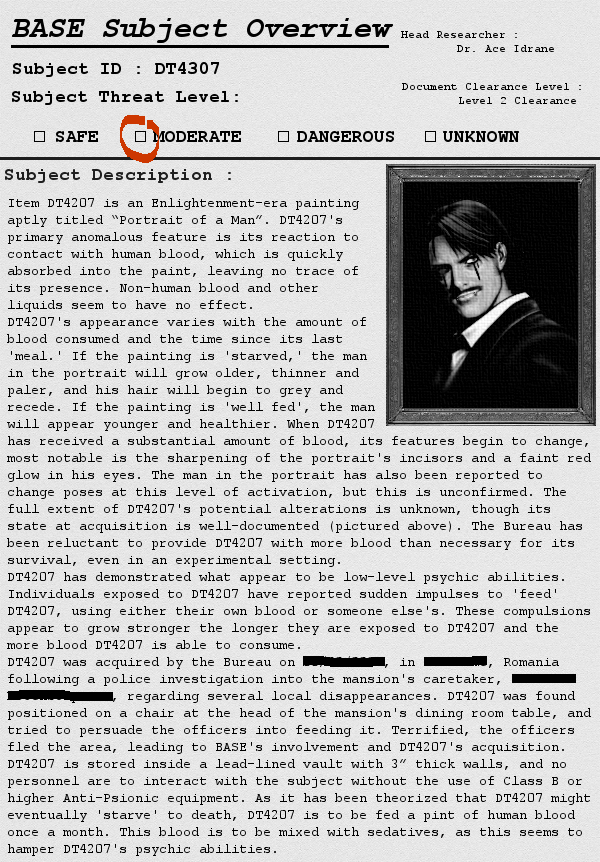 BASE Subject Overview
Head Researcher :
Dr. Ace Idrane
Subject ID : DT4307
Document Clearance Level :
Level 2 Clearance
Subject Threat Level:
☐ SAFE ☐ MODERATE ☐ DANGEROUS ☐ UNKNOWN
Subject Description :
Item DT4207 is an Enlightenment-era painting
aptly titled “Portrait of a Man”. DT4207's
primary anomalous feature is its reaction to
contact with human blood, which is quickly
absorbed into the paint, leaving no trace of
its presence. Non-human blood and other
liquids seem to have no effect.
DT4207's appearance varies with the amount of
blood consumed and the time since its last
'meal.' If the painting is 'starved,' the man
in the portrait will grow older, thinner and
paler, and his hair will begin to grey and
recede. If the painting is 'well fed', the man
will appear younger and healthier. When DT4207
has received a substantial amount of blood, its features begin to change,
most notable is the sharpening of the portrait's incisors and a faint red
glow in his eyes. The man in the portrait has also been reported to
change poses at this level of activation, but this is unconfirmed. The
full extent of DT4207's potential alterations is unknown, though its
state at acquisition is well-documented (pictured above). The Bureau has
been reluctant to provide DT4207 with more blood than necessary for its
survival, even in an experimental setting.
DT4207 has demonstrated what appear to be low-level psychic abilities.
Individuals exposed to DT4207 have reported sudden impulses to 'feed'
DT4207, using either their own blood or someone else's. These compulsions
appear to grow stronger the longer they are exposed to DT4207 and the
more blood DT4207 is able to consume.
DT4207 was acquired by the Bureau on , in , Romania
following a police investigation into the mansion's caretaker,
, regarding several local disappearances. DT4207 was found
positioned on a chair at the head of the mansion's dining room table, and
tried to persuade the officers into feeding it. Terrified, the officers
fled the area, leading to BASE's involvement and DT4207's acquisition.
DT4207 is stored inside a lead-lined vault with 3” thick walls, and no
personnel are to interact with the subject without the use of Class B or
higher Anti-Psionic equipment. As it has been theorized that DT4207 might
eventually 'starve' to death, DT4207 is to be fed a pint of human blood
once a month. This blood is to be mixed with sedatives, as this seems to
hamper DT4207's psychic abilities.